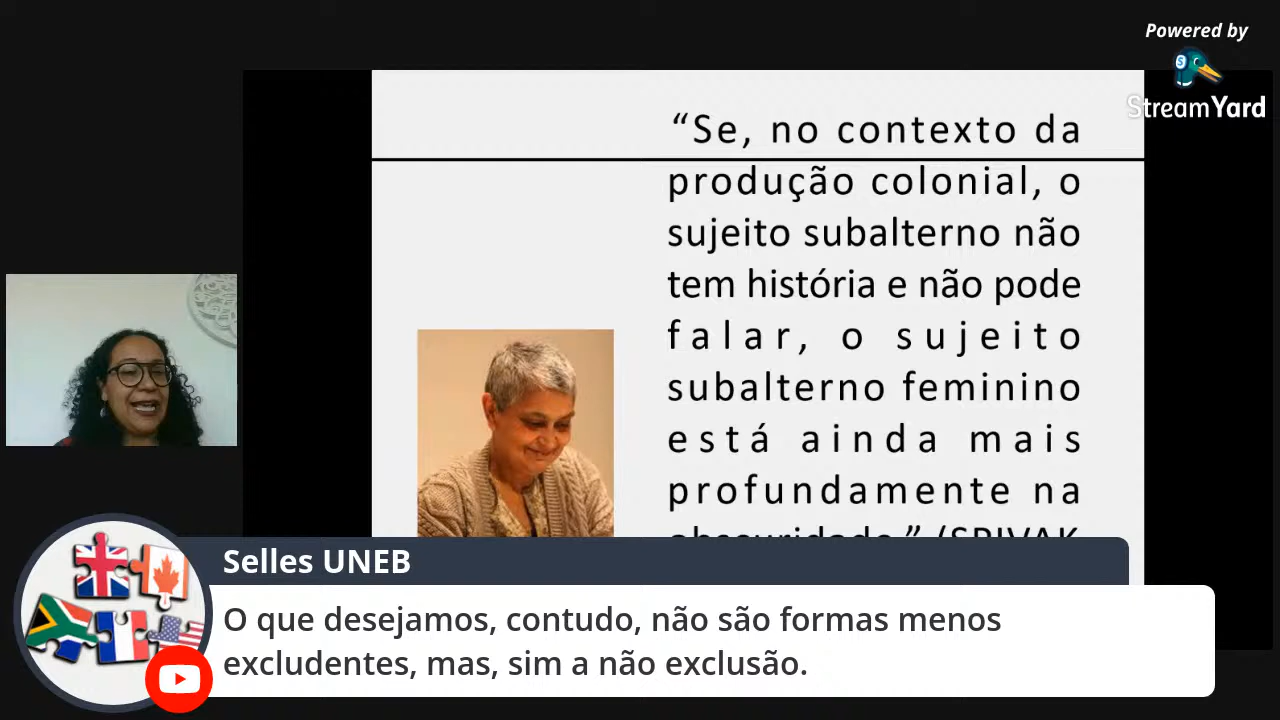 Powered by
StreamYard
“Se, no contexto da
produção colonial, o
sujeito subalterno não
tem história e não pode
falar, o sujeito
subalterno feminino
está ainda mais
profundamente na
obscuridade.” (SPIVAK
Selles UNEB
O que desejamos, contudo, não são formas menos
excludentes, mas, sim a não exclusão.